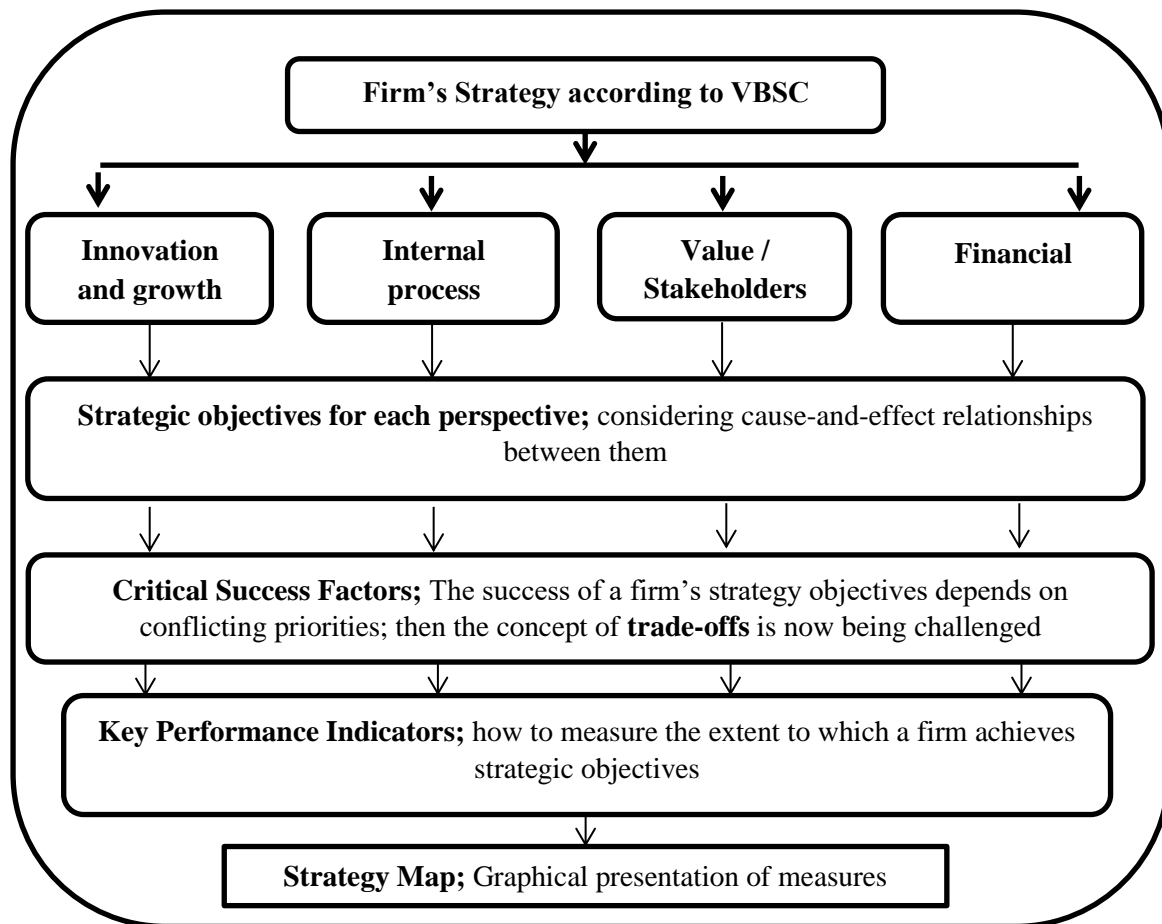 Firm’s Strategy according to VBSC
Innovation
and growth
Internal
process
Value /
Stakeholders
Financial
Strategic objectives for each perspective; considering cause-and-effect relationships
between them
Critical Success Factors; The success of a firm’s strategy objectives depends on
conflicting priorities; then the concept of trade-offs is now being challenged
Key Performance Indicators; how to measure the extent to which a firm achieves
strategic objectives
Strategy Map; Graphical presentation of measures